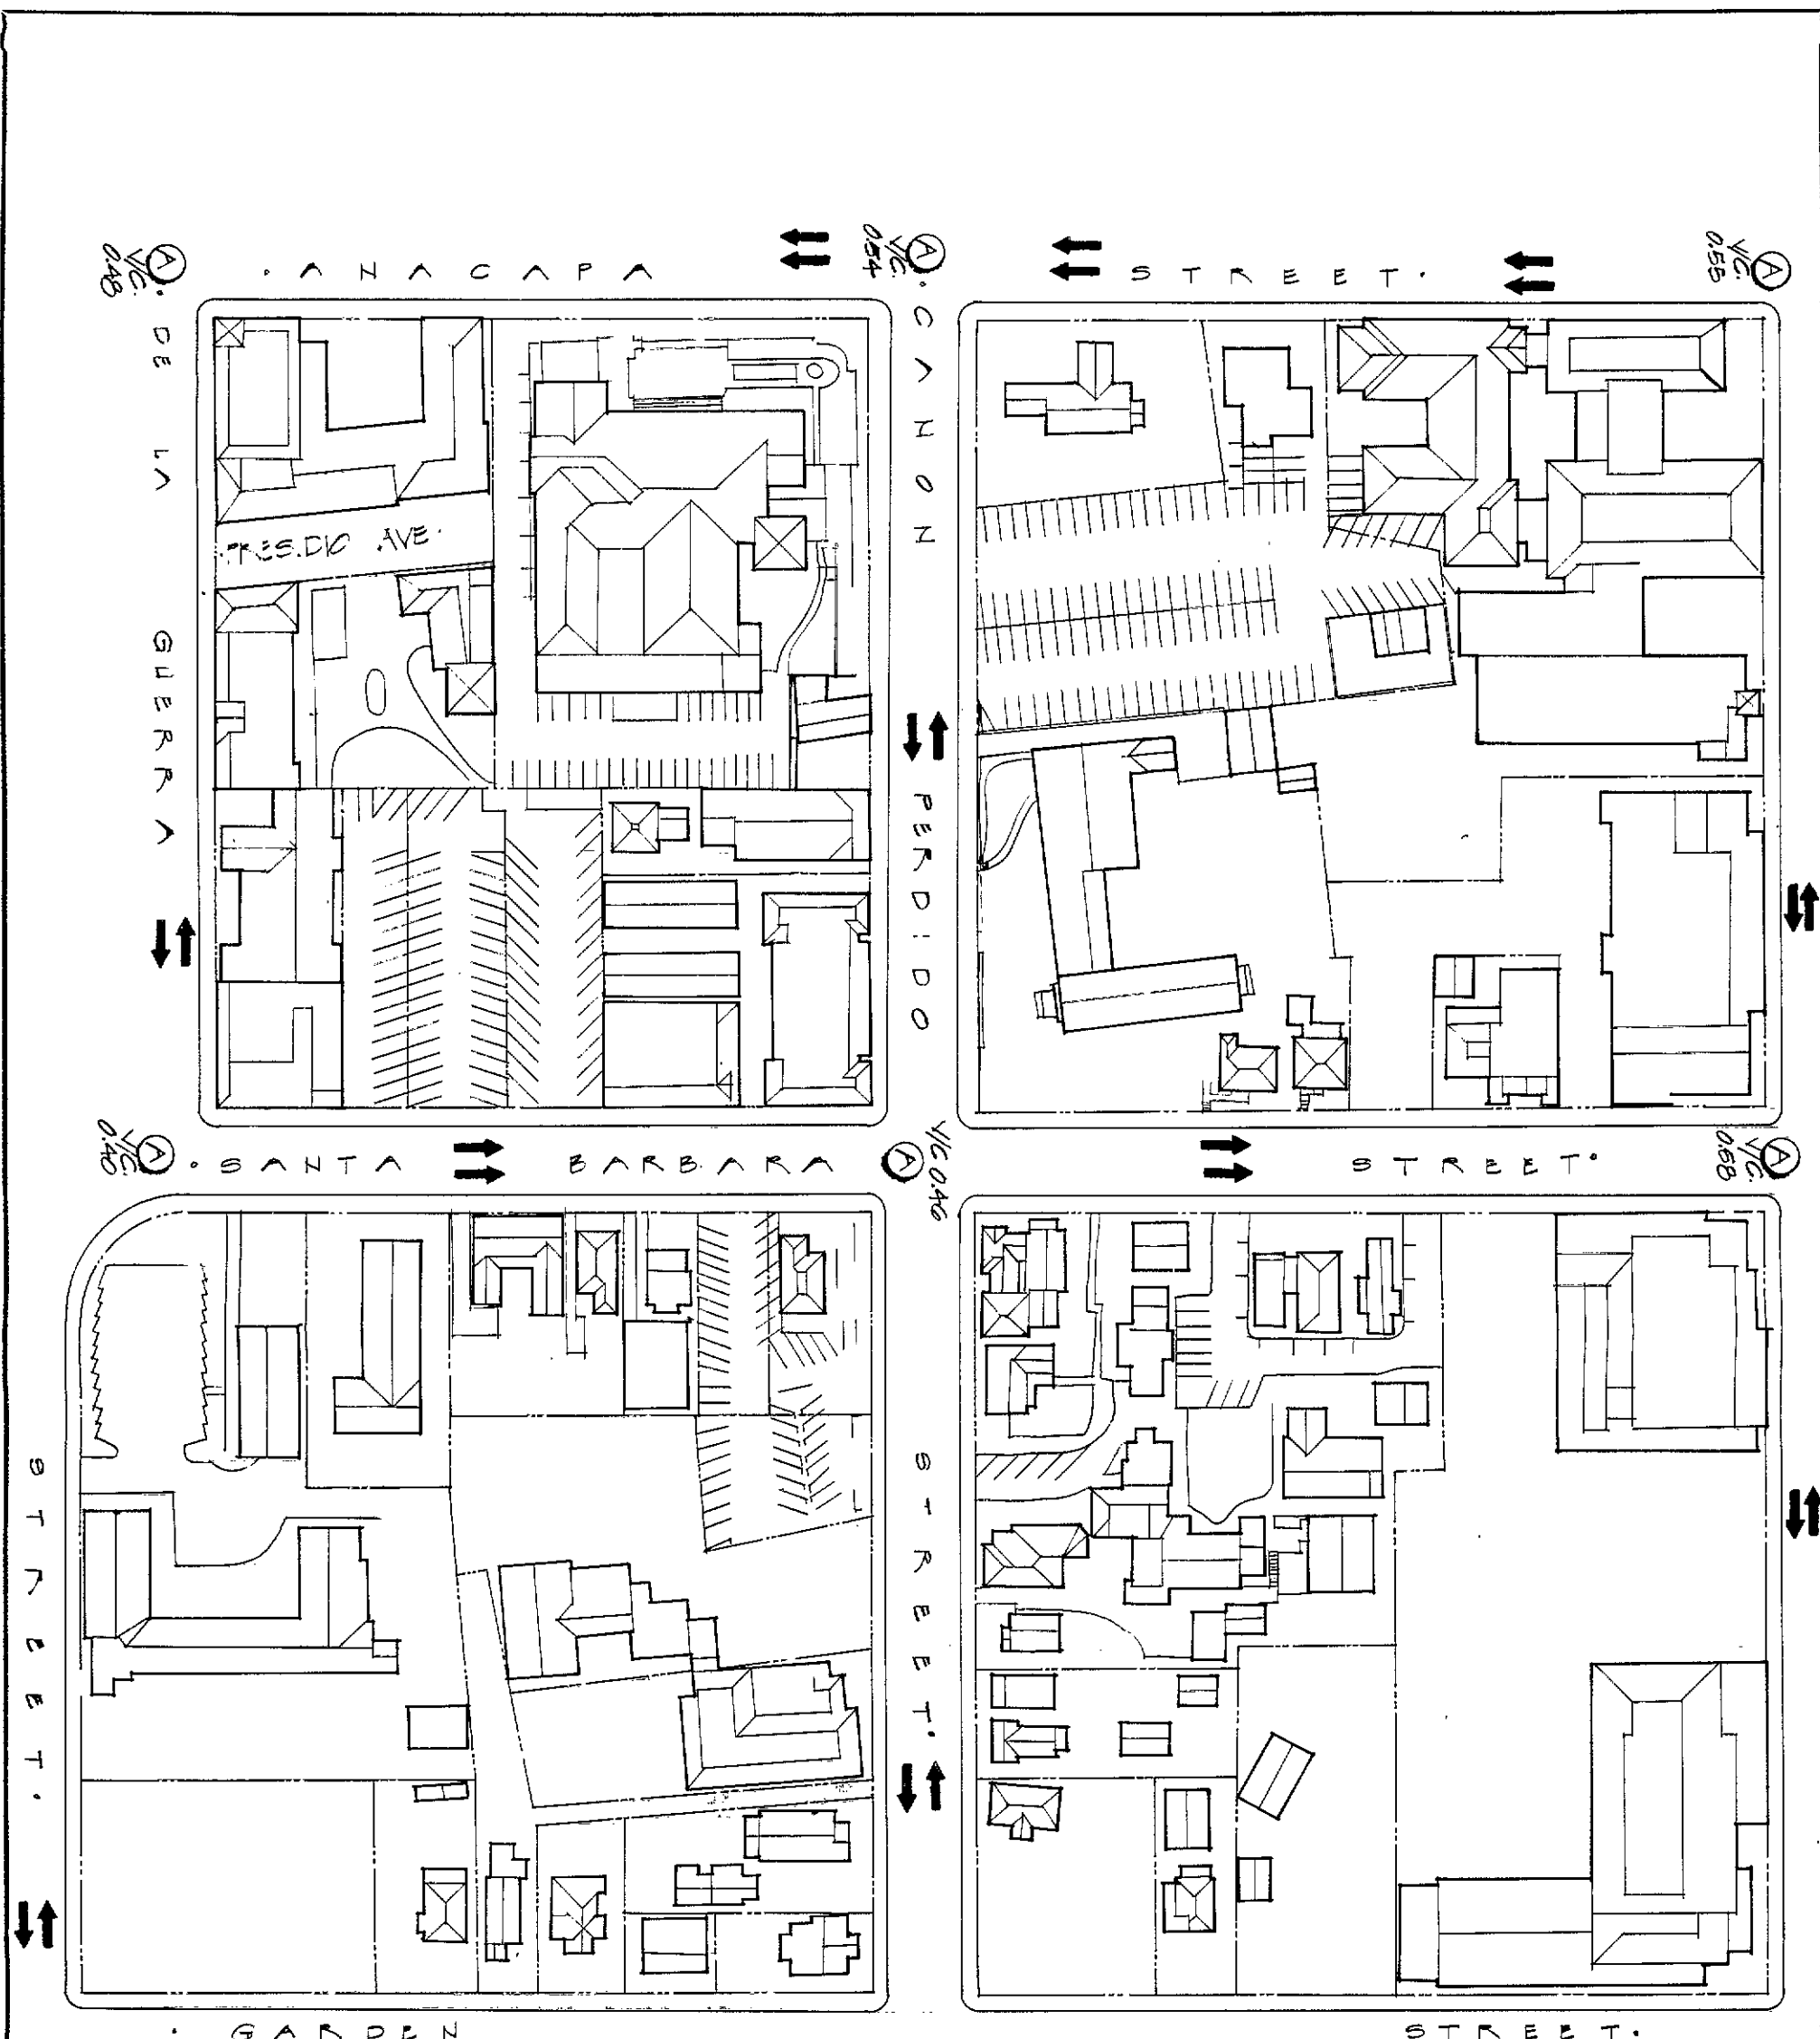 Ⓐ V/C. 0.48
· ANACAPA
Ⓐ V/C. 0.54
STREET ·
Ⓐ V/C. 0.55
· DE LA GUERRA
· CAÑON PERDIDO
· PRESIDIO AVE ·
Ⓐ V/C. 0.40
· SANTA BARBARA
Ⓐ V/C 0.46
STREET ·
Ⓐ V/C. 0.58
STREET ·
STREET ·
· GARDEN
STREET ·